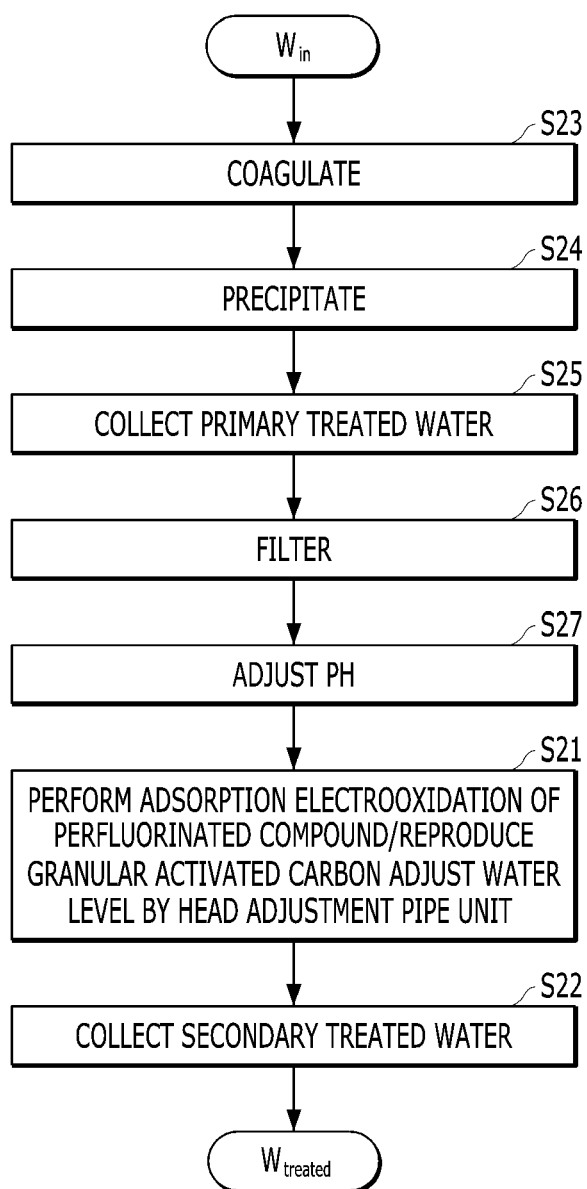 Win
S23
COAGULATE
S24
PRECIPITATE
S25
COLLECT PRIMARY TREATED WATER
S26
FILTER
S27
ADJUST PH
S21
PERFORM ADSORPTION ELECTROOXIDATION OF
PERFLUORINATED COMPOUND/REPRODUCE
GRANULAR ACTIVATED CARBON ADJUST WATER
LEVEL BY HEAD ADJUSTMENT PIPE UNIT
S22
COLLECT SECONDARY TREATED WATER
Wtreated